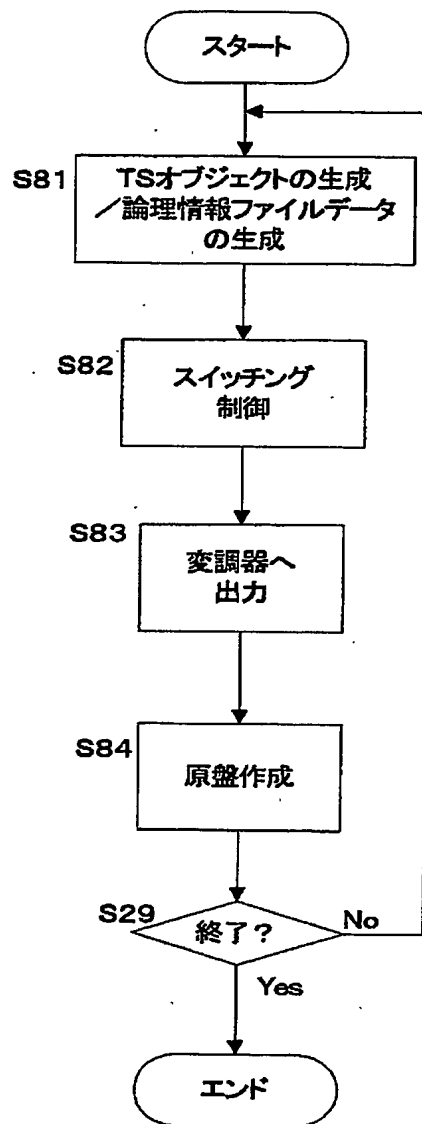 スタート
S81
TSオブジェクトの生成
／論理情報ファイルデータ
の生成
S82
スイッチング
制御
S83
変調器へ
出力
S84
原盤作成
S29
終了？
No
Yes
エンド